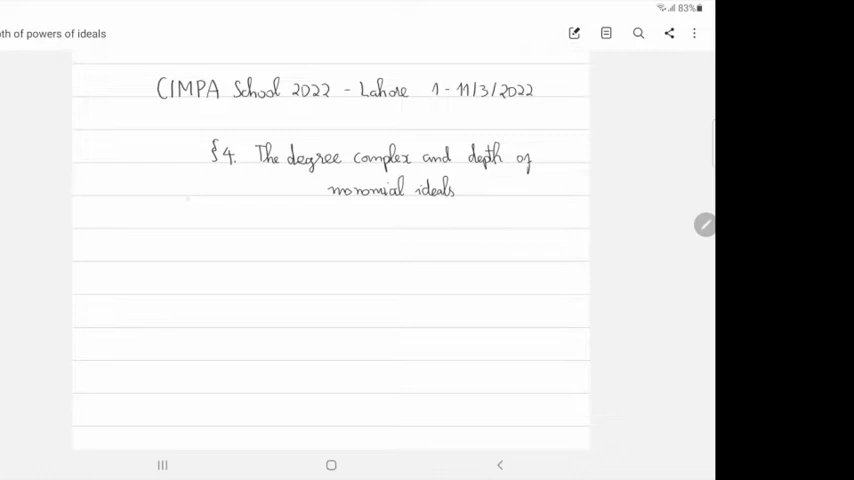 83%
th of powers of ideals
CIMPA School 2022 - Lahore 1 - 11/3/2022
§4. The degree complex and depth of
monomial ideals